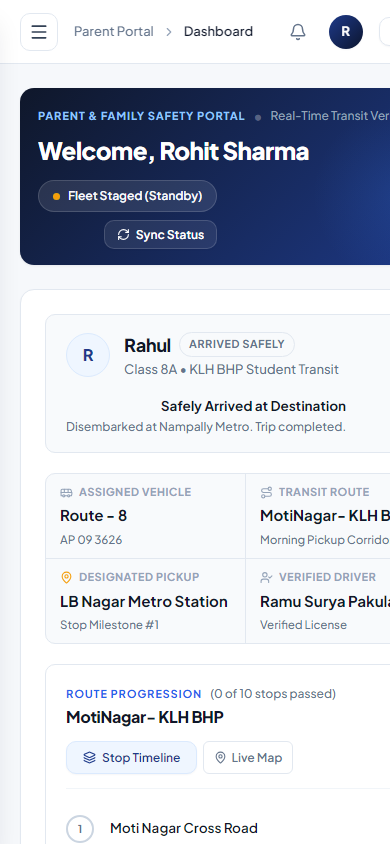 Parent Portal > Dashboard R
PARENT & FAMILY SAFETY PORTAL • Real-Time Transit Ver
Welcome, Rohit Sharma
Fleet Staged (Standby)
Sync Status
R Rahul ARRIVED SAFELY
Class 8A • KLH BHP Student Transit
Safely Arrived at Destination
Disembarked at Nampally Metro. Trip completed.
ASSIGNED VEHICLE
Route - 8
AP 09 3626
TRANSIT ROUTE
MotiNagar- KLH B
Morning Pickup Corrido
DESIGNATED PICKUP
LB Nagar Metro Station
Stop Milestone #1
VERIFIED DRIVER
Ramu Surya Pakula
Verified License
ROUTE PROGRESSION (0 of 10 stops passed)
MotiNagar- KLH BHP
Stop Timeline Live Map
1 Moti Nagar Cross Road